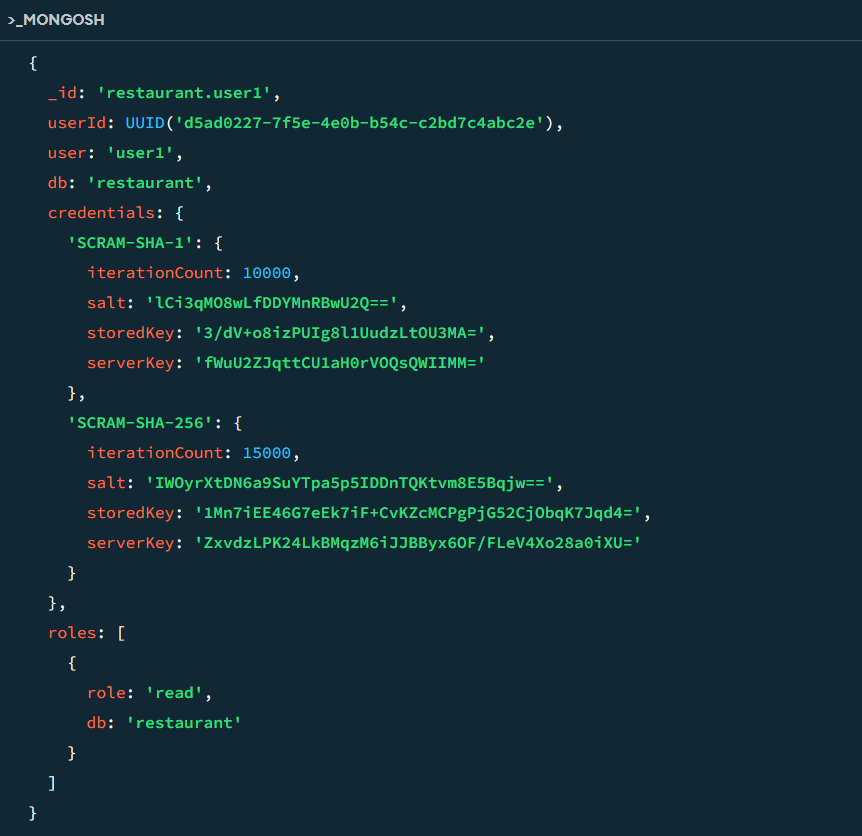 >_MONGOSH
{
_id: 'restaurant.user1',
userId: UUID('d5ad0227-7f5e-4e0b-b54c-c2bd7c4abc2e'),
user: 'user1',
db: 'restaurant',
credentials: {
'SCRAM-SHA-1': {
iterationCount: 10000,
salt: 'lCi3qMO8wLfDDYMnRBwU2Q==',
storedKey: '3/dV+o8izPUIg8l1UudzLtOU3MA=',
serverKey: 'fWuU2ZJqttCU1aH0rVOQsQWIIMM='
},
'SCRAM-SHA-256': {
iterationCount: 15000,
salt: 'IWOyrXtDN6a9SuYTpa5p5IDDnTQKtvm8E5Bqjw==',
storedKey: '1Mn7iEE46G7eEk7iF+CvKZcMCPgPjG52CjObqK7Jqd4=',
serverKey: 'ZxvdzLPK24LkBMqzM6iJJBByx6OF/FLeV4Xo28a0iXU='
}
},
roles: [
{
role: 'read',
db: 'restaurant'
}
]
}